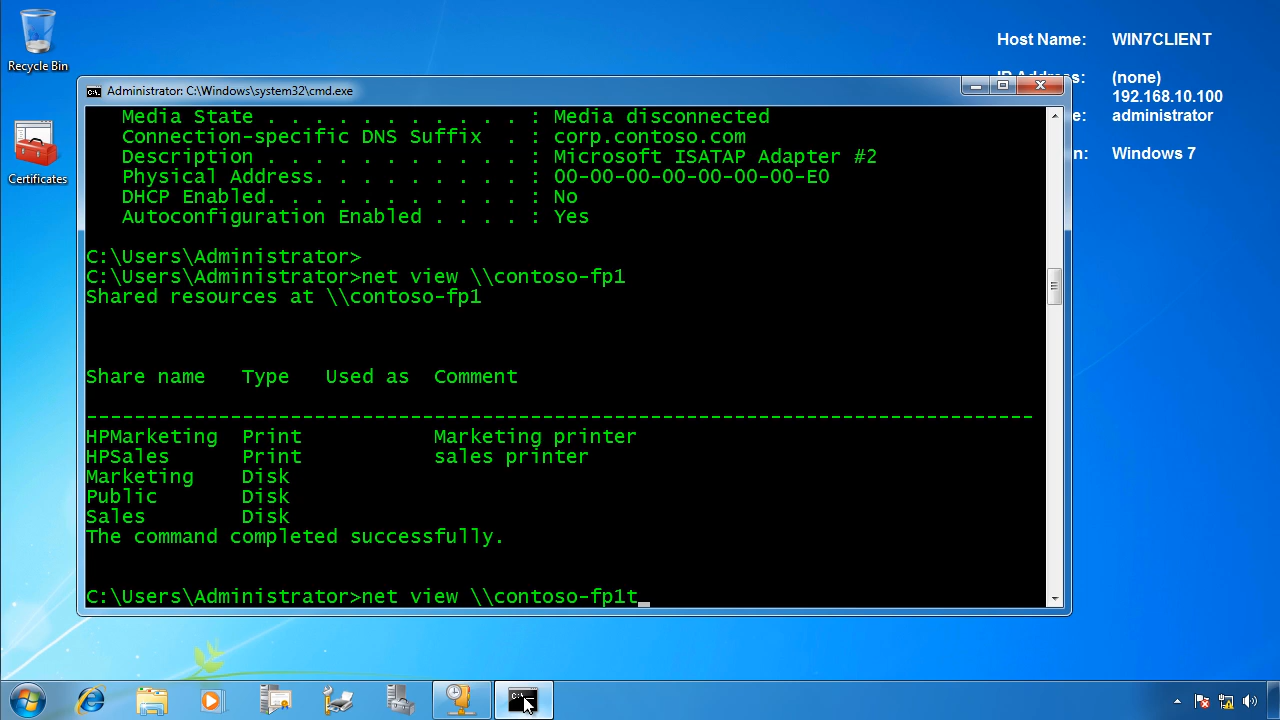 Recycle Bin
Certificates
Host Name: WIN7CLIENT
IP Address: (none)
192.168.10.100
e: administrator
n: Windows 7
Administrator: C:\Windows\system32\cmd.exe
Media State . . . . . . . . . . . : Media disconnected
Connection-specific DNS Suffix  . : corp.contoso.com
Description . . . . . . . . . . . : Microsoft ISATAP Adapter #2
Physical Address. . . . . . . . . : 00-00-00-00-00-00-00-E0
DHCP Enabled. . . . . . . . . . . : No
Autoconfiguration Enabled . . . . : Yes
C:\Users\Administrator>
C:\Users\Administrator>net view \\contoso-fp1
Shared resources at \\contoso-fp1
Share name   Type   Used as  Comment
-------------------------------------------------------------------------------
HPMarketing  Print           Marketing printer
HPSales      Print           sales printer
Marketing    Disk
Public       Disk
Sales        Disk
The command completed successfully.
C:\Users\Administrator>net view \\contoso-fp1t_
C:\